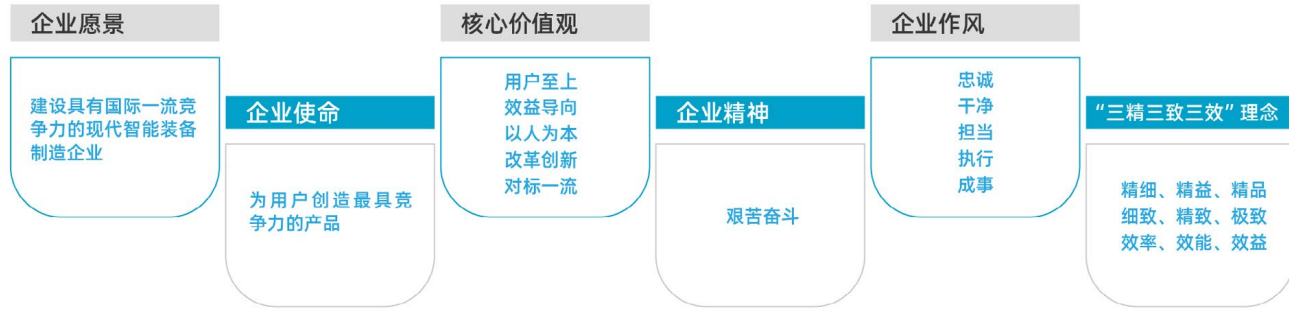 企业愿景
建设具有国际一流竞
争力的现代智能装备
制造企业
企业使命
为用户创造最具竞
争力的产品
核心价值观
用户至上
效益导向
以人为本
改革创新
对标一流
企业精神
艰苦奋斗
企业作风
忠诚
干净
担当
执行
成事
“三精三致三效”理念
精细、精益、精品
细致、精致、极致
效率、效能、效益